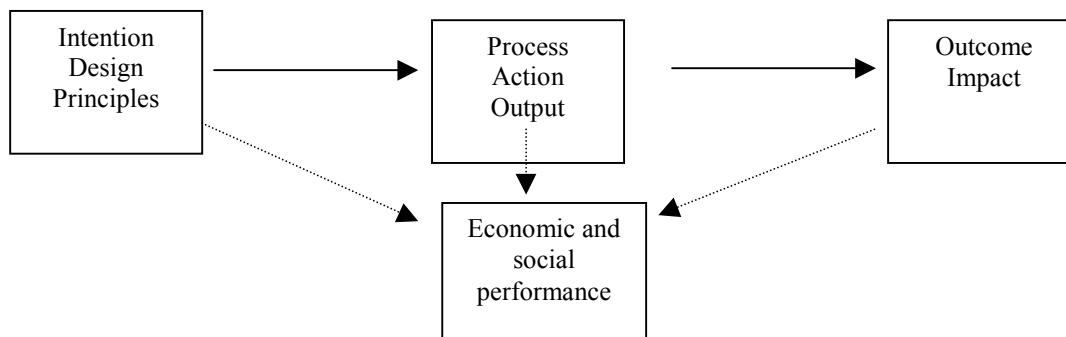 Intention
Design
Principles
Process
Action
Output
Outcome
Impact
Economic and
social
performance